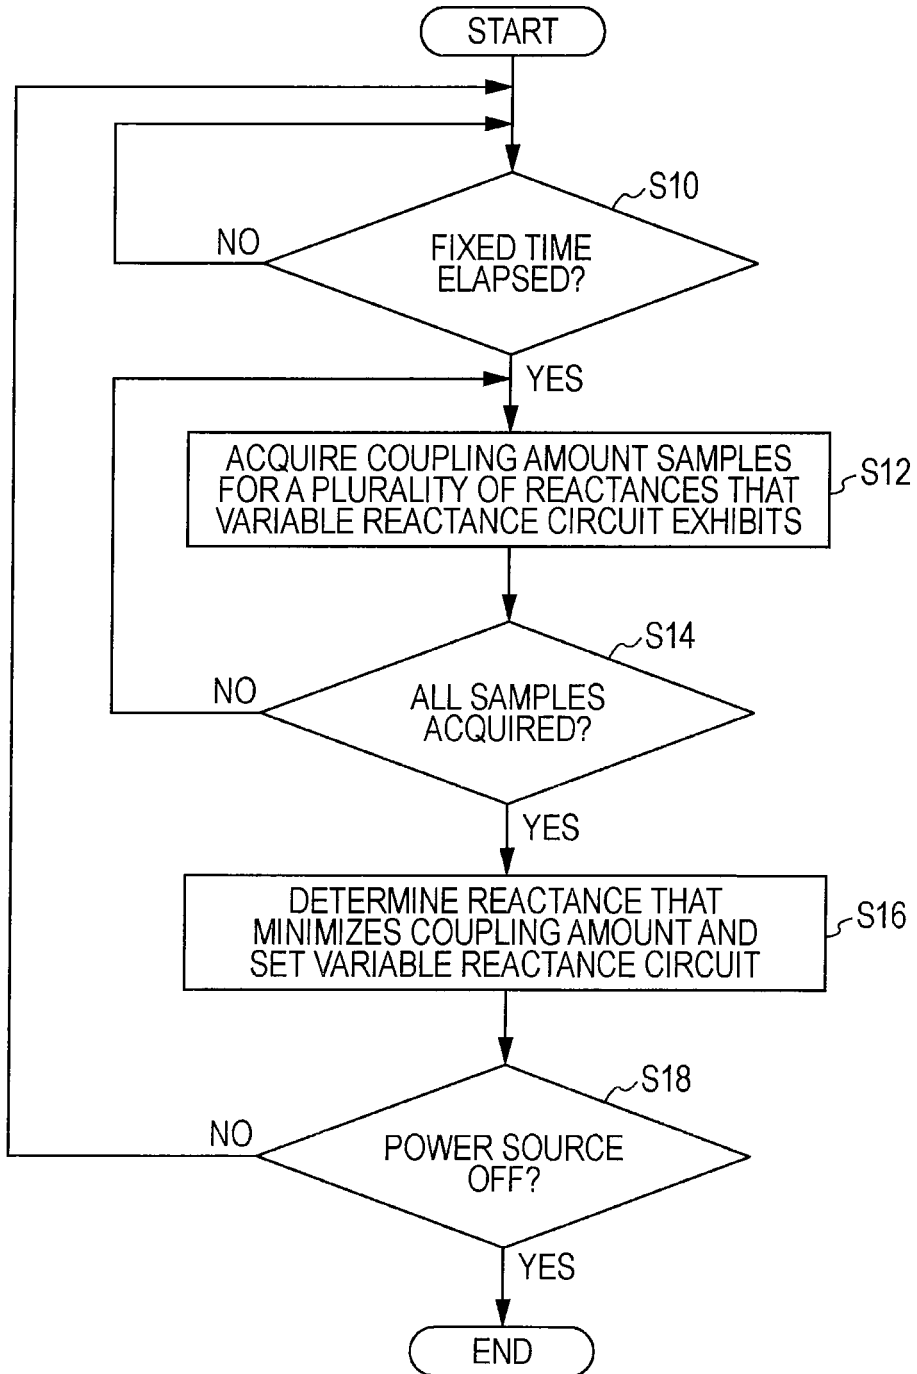 START
S10
NO
FIXED TIME
ELAPSED?
YES
ACQUIRE COUPLING AMOUNT SAMPLES
FOR A PLURALITY OF REACTANCES THAT
VARIABLE REACTANCE CIRCUIT EXHIBITS
S12
S14
NO
ALL SAMPLES
ACQUIRED?
YES
DETERMINE REACTANCE THAT
MINIMIZES COUPLING AMOUNT AND
SET VARIABLE REACTANCE CIRCUIT
S16
S18
NO
POWER SOURCE
OFF?
YES
END